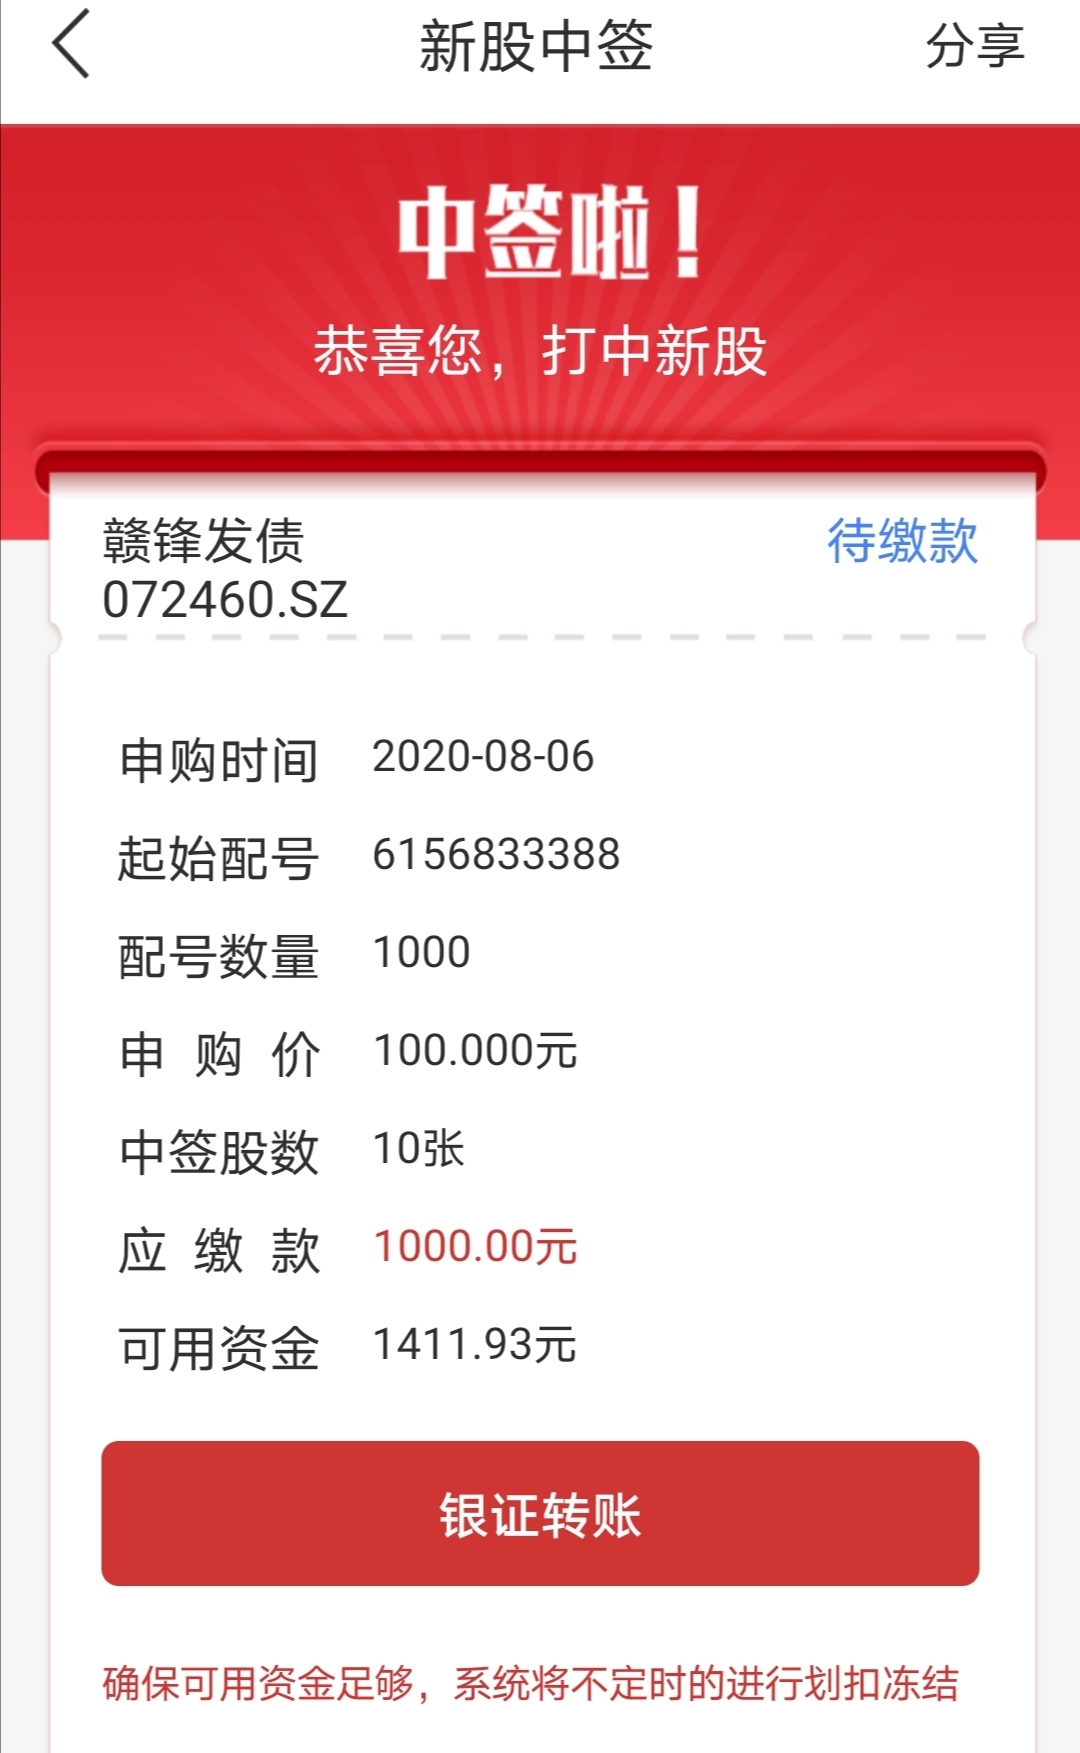 新股中签
分享
中签啦！
恭喜您，打中新股
赣锋发债
待缴款
072460.SZ
申购时间 2020-08-06
起始配号 6156833388
配号数量 1000
申购价 100.000元
中签股数 10张
应缴款 1000.00元
可用资金 1411.93元
银证转账
确保可用资金足够，系统将不定时的进行划扣冻结